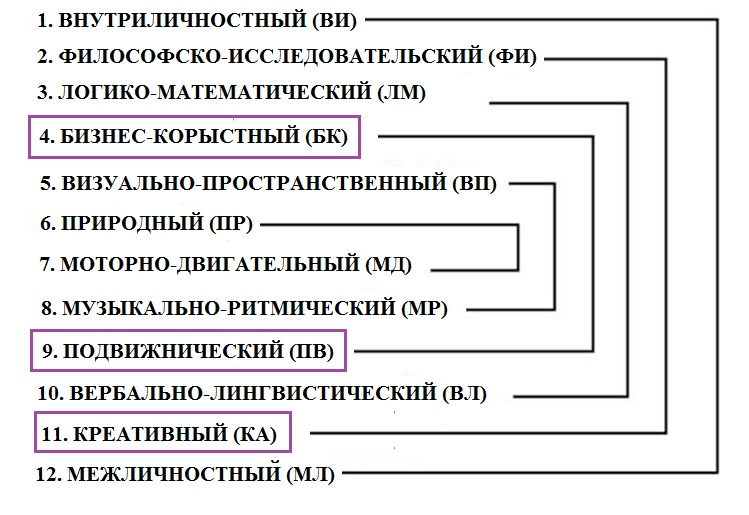 1. ВНУТРИЛИЧНОСТНЫЙ (ВИ)
2. ФИЛОСОФСКО-ИССЛЕДОВАТЕЛЬСКИЙ (ФИ)
3. ЛОГИКО-МАТЕМАТИЧЕСКИЙ (ЛМ)
4. БИЗНЕС-КОРЫСТНЫЙ (БК)
5. ВИЗУАЛЬНО-ПРОСТРАНСТВЕННЫЙ (ВП)
6. ПРИРОДНЫЙ (ПР)
7. МОТОРНО-ДВИГАТЕЛЬНЫЙ (МД)
8. МУЗЫКАЛЬНО-РИТМИЧЕСКИЙ (МР)
9. ПОДВИЖНИЧЕСКИЙ (ПВ)
10. ВЕРБАЛЬНО-ЛИНГВИСТИЧЕСКИЙ (ВЛ)
11. КРЕАТИВНЫЙ (КА)
12. МЕЖЛИЧНОСТНЫЙ (МЛ)